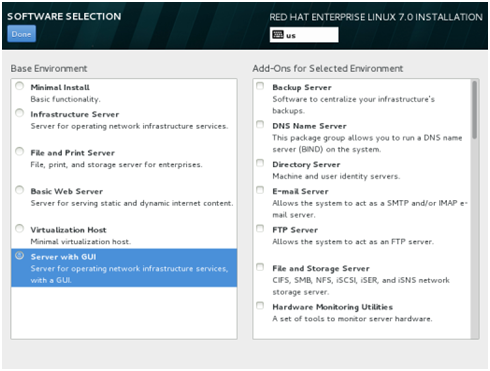 SOFTWARE SELECTION
Done
RED HAT ENTERPRISE LINUX 7.0 INSTALLATION
us
Base Environment
Minimal Install
Basic functionality.
Infrastructure Server
Server for operating network infrastructure services.
File and Print Server
File, print, and storage server for enterprises.
Basic Web Server
Server for serving static and dynamic internet content.
Virtualization Host
Minimal virtualization host.
Server with GUI
Server for operating network infrastructure services,
with a GUI.
Add-Ons for Selected Environment
Backup Server
Software to centralize your infrastructure's
backups.
DNS Name Server
This package group allows you to run a DNS name
server (BIND) on the system.
Directory Server
Machine and user identity servers.
E-mail Server
Allows the system to act as a SMTP and/or IMAP e-
mail server.
FTP Server
Allows the system to act as an FTP server.
File and Storage Server
CIFS, SMB, NFS, iSCSI, iSER, and iSNS network
storage server.
Hardware Monitoring Utilities
A set of tools to monitor server hardware.